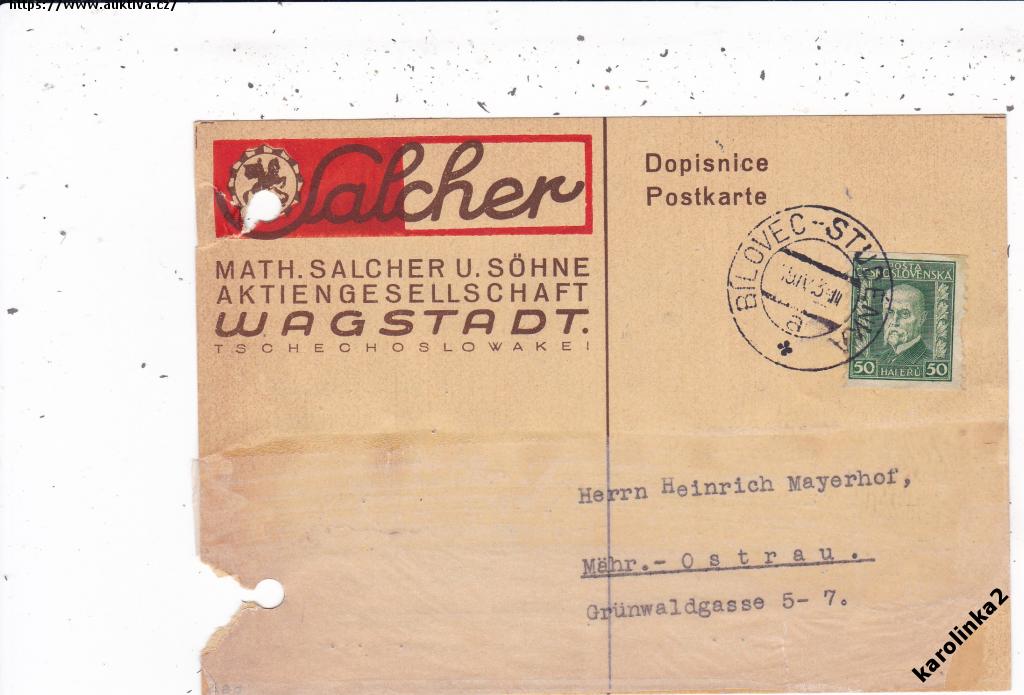 https://www.auktiva.cz/
Salcher
MATH. SALCHER U. SÖHNE
AKTIENGESELLSCHAFT
WAGSTADT.
TSCHECHOSLOWAKEI
Dopisnice
Postkarte
BÍLOVEC--STUDÉNKA
a
POŠTA
ČESKOSLOVENSKÁ
50 HALÉŘŮ 50
Herrn Heinrich Mayerhof,
Mähr.- Ostrau.
Grünwaldgasse 5- 7.
karolinka2